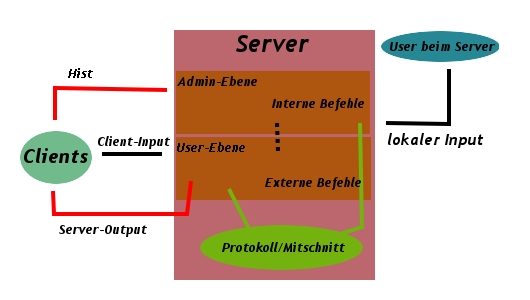 Server
User beim Server
Hist
Admin-Ebene
Interne Befehle
Client-Input
lokaler Input
User-Ebene
Clients
Externe Befehle
Server-Output
Protokoll/Mitschnitt